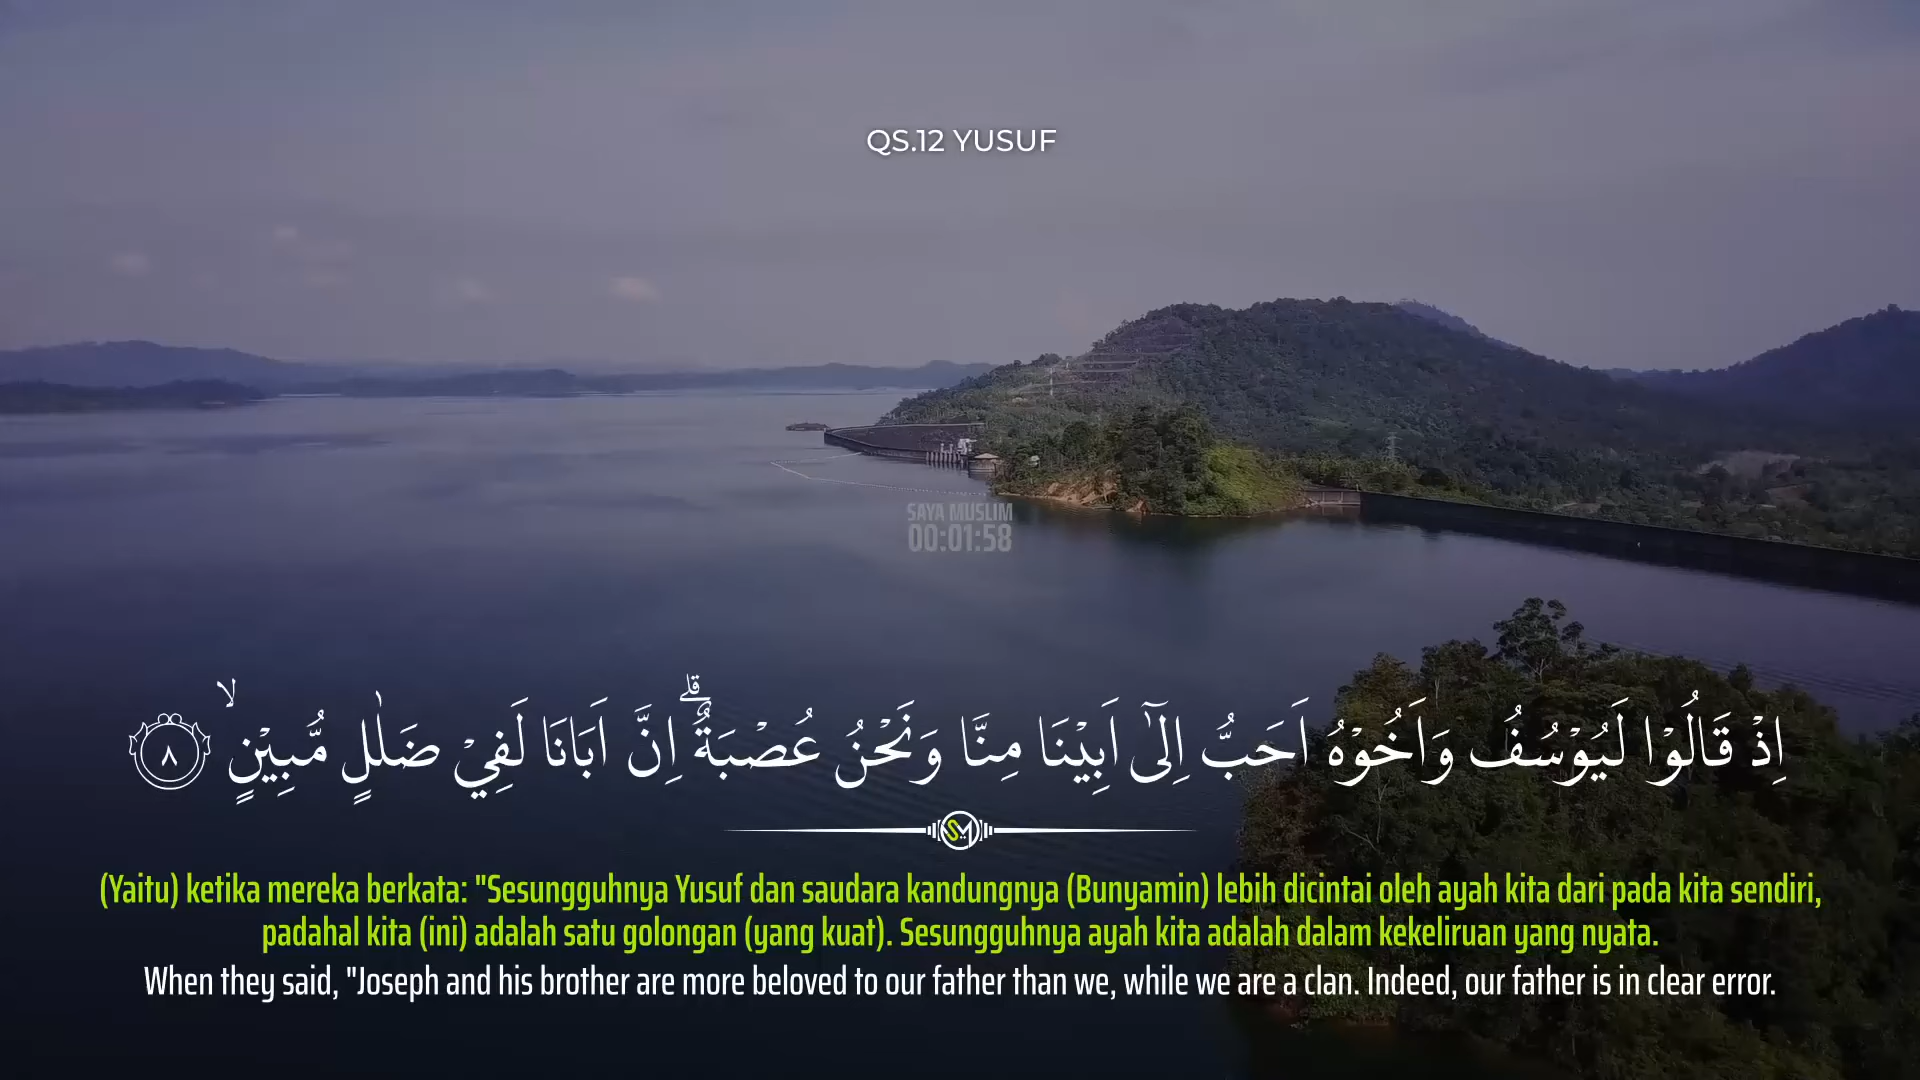 QS.12 YUSUF
SAYA MUSLIM
00:01:58
اِذْ قَالُوْا لَيُوْسُفُ وَاَخُوْهُ اَحَبُّ اِلٰٓى اَبِيْنَا مِنَّا وَنَحْنُ عُصْبَةٌ ۗاِنَّ اَبَانَا لَفِيْ ضَلٰلٍ مُّبِيْنٍ ۙ ٨
SM
(Yaitu) ketika mereka berkata: "Sesungguhnya Yusuf dan saudara kandungnya (Bunyamin) lebih dicintai oleh ayah kita dari pada kita sendiri,
padahal kita (ini) adalah satu golongan (yang kuat). Sesungguhnya ayah kita adalah dalam kekeliruan yang nyata.
When they said, "Joseph and his brother are more beloved to our father than we, while we are a clan. Indeed, our father is in clear error.